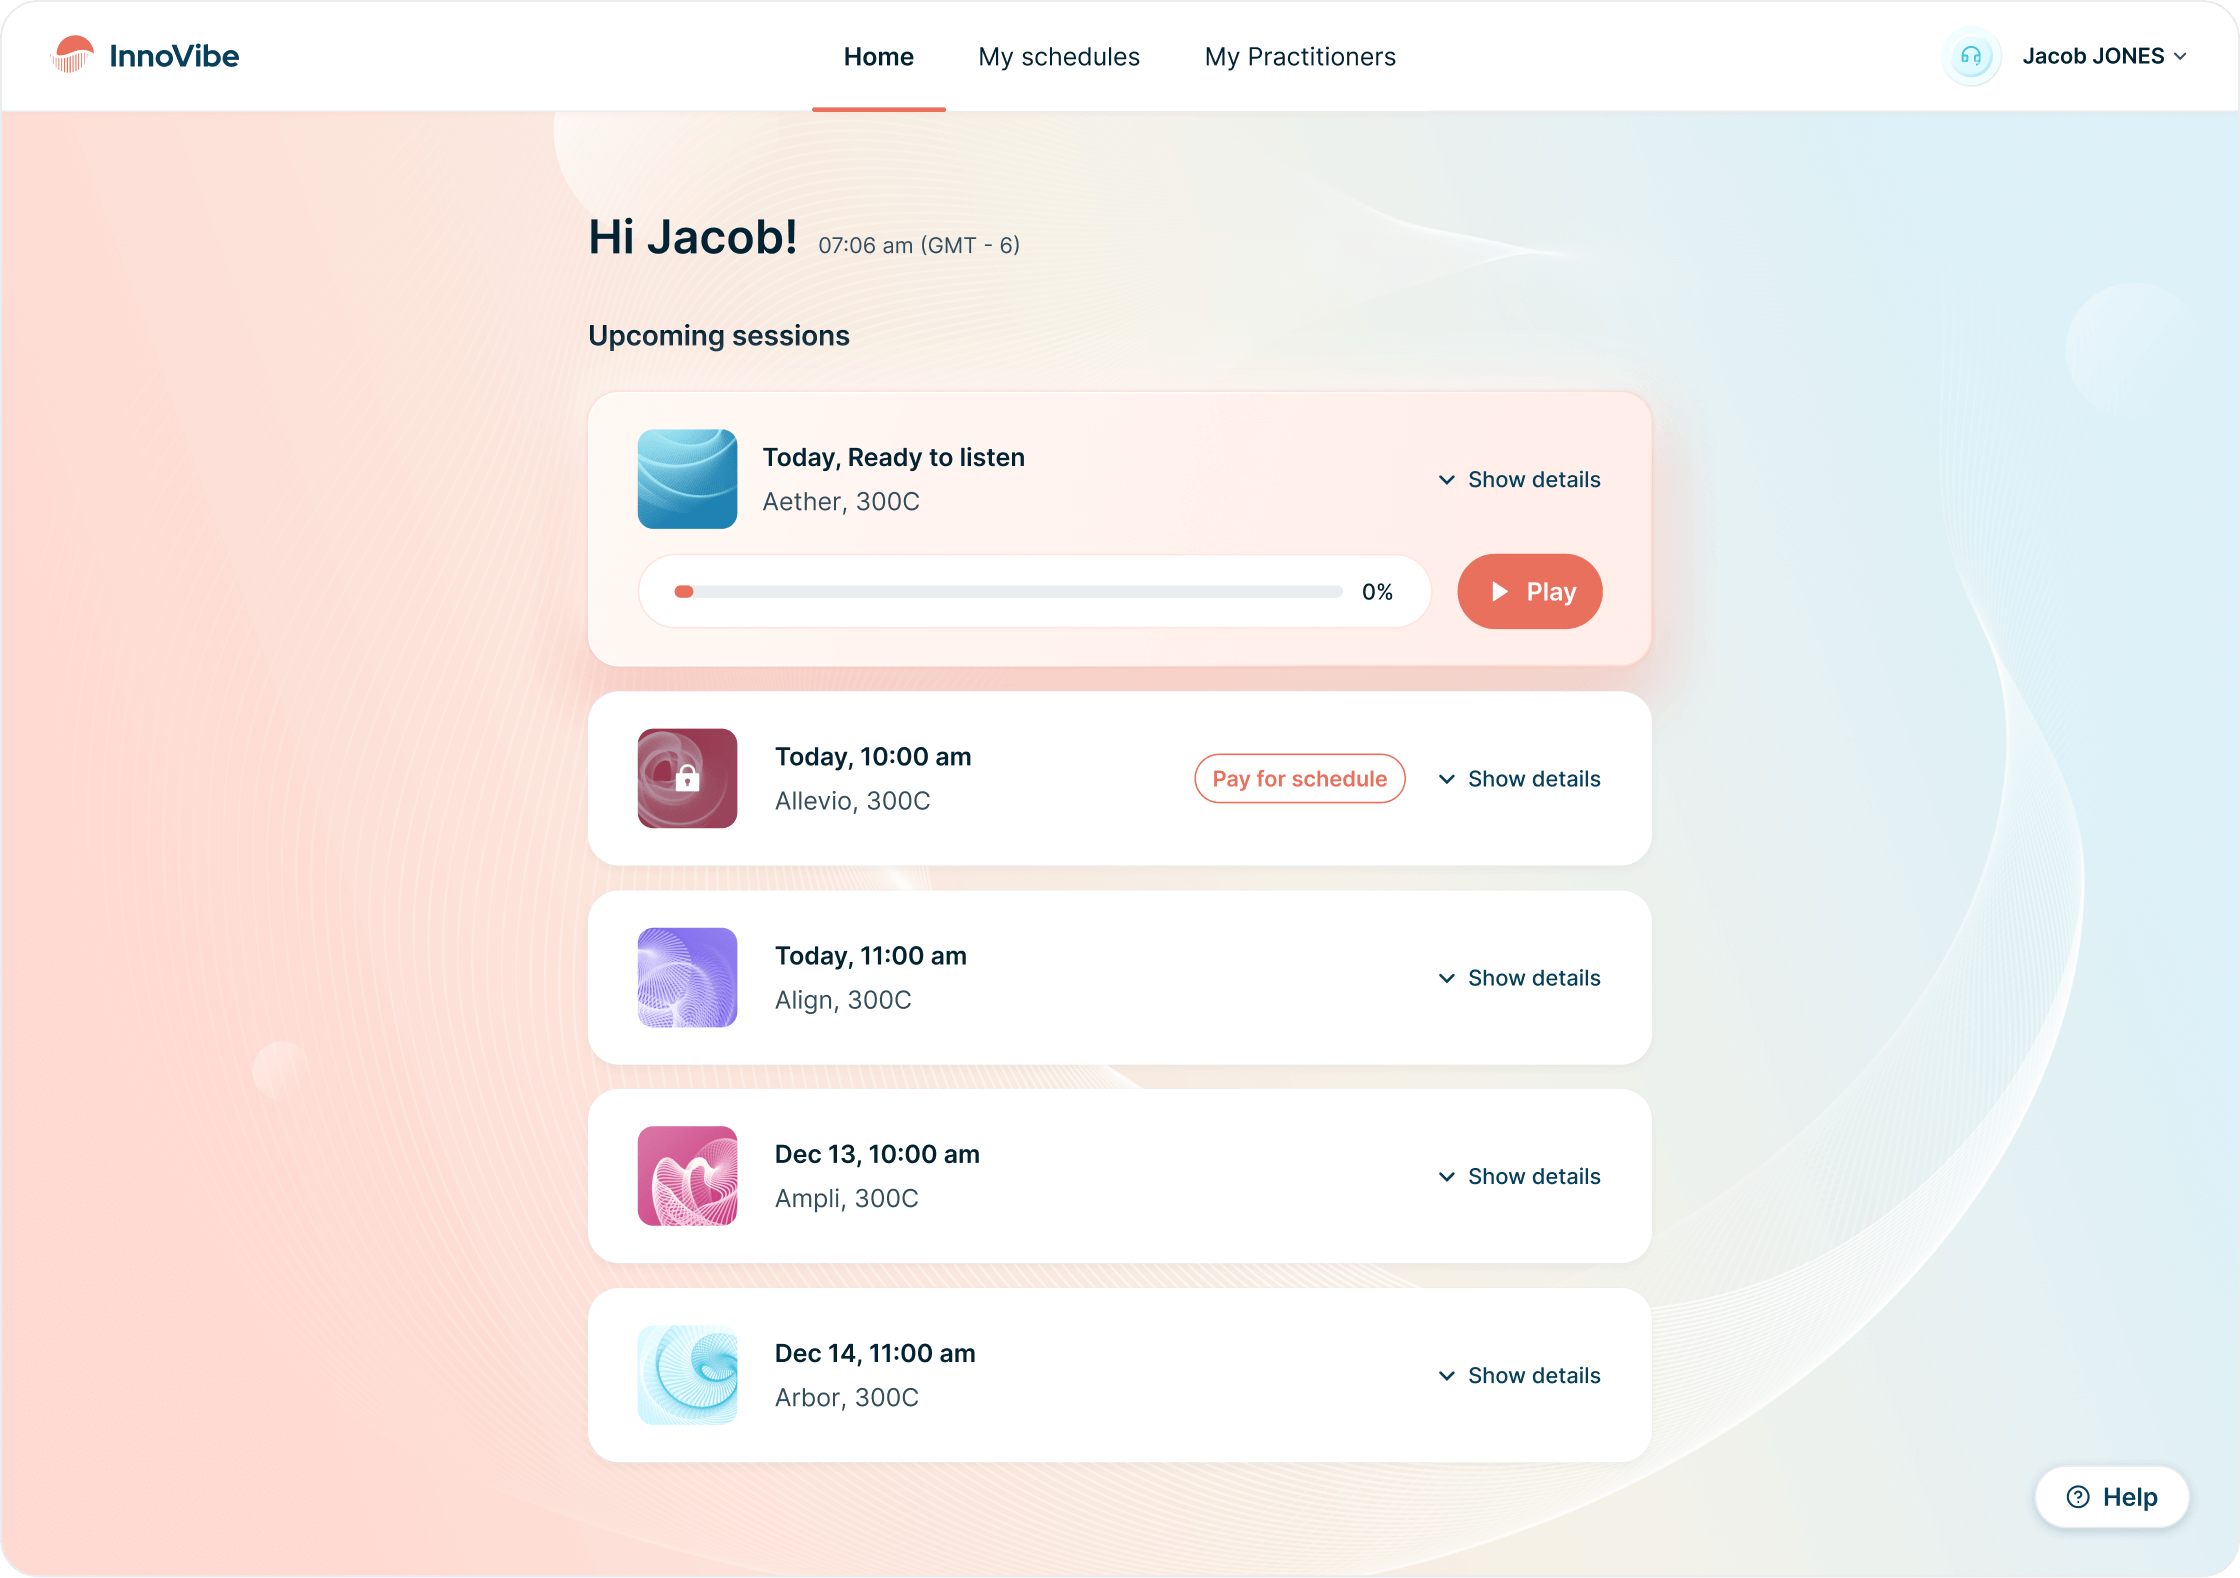 InnoVibe
Home
My schedules
My Practitioners
Jacob JONES
Hi Jacob!
07:06 am (GMT - 6)
Upcoming sessions
Today, Ready to listen
Aether, 300C
Show details
0%
Play
Today, 10:00 am
Allevio, 300C
Pay for schedule
Show details
Today, 11:00 am
Align, 300C
Show details
Dec 13, 10:00 am
Ampli, 300C
Show details
Dec 14, 11:00 am
Arbor, 300C
Show details
Help